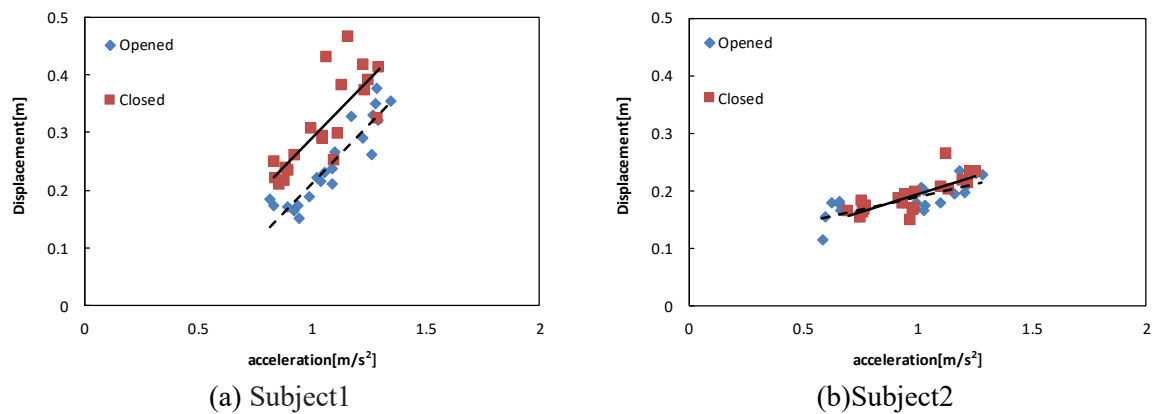 0.5
0.4
0.3
0.2
0.1
0
Displacement[m]
Opened
Closed
0 0.5 1 1.5 2
acceleration[m/s²]
(a) Subject1
0.5
0.4
0.3
0.2
0.1
0
Displacement[m]
Opened
Closed
0 0.5 1 1.5 2
acceleration[m/s²]
(b)Subject2